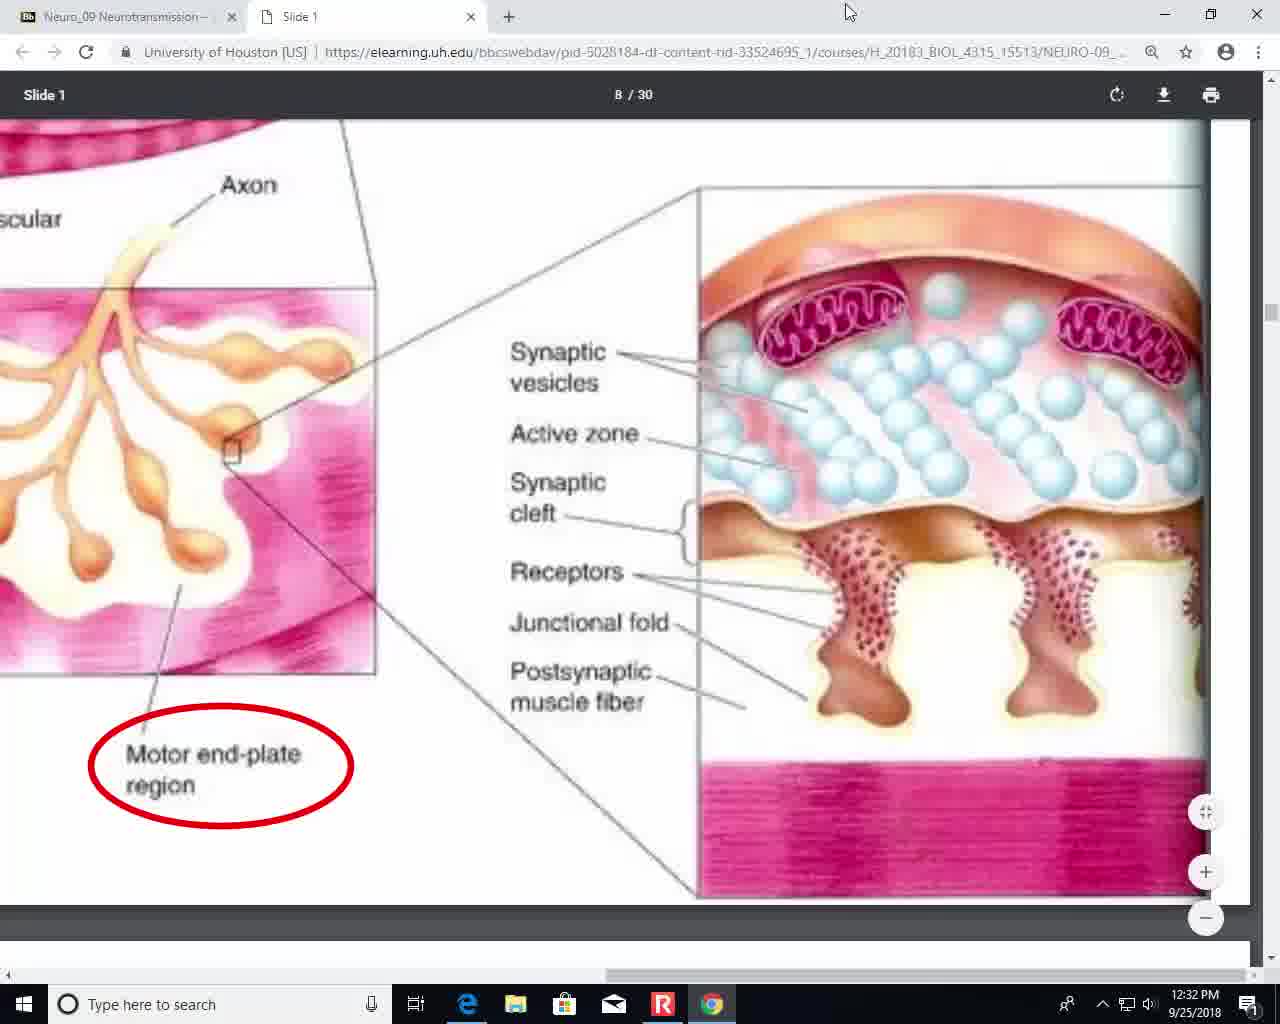 Neuro_09 Neurotransmission –
Slide 1
University of Houston [US]
https://elearning.uh.edu/bbcswebdav/pid-5028184-dt-content-rid-33524695_1/courses/H_20183_BIOL_4315_15513/NEURO-09_...
Slide 1
8 / 30
Axon
scular
Synaptic
vesicles
Active zone
Synaptic
cleft
Receptors
Junctional fold
Postsynaptic
muscle fiber
Motor end-plate
region
Type here to search
12:32 PM
9/25/2018